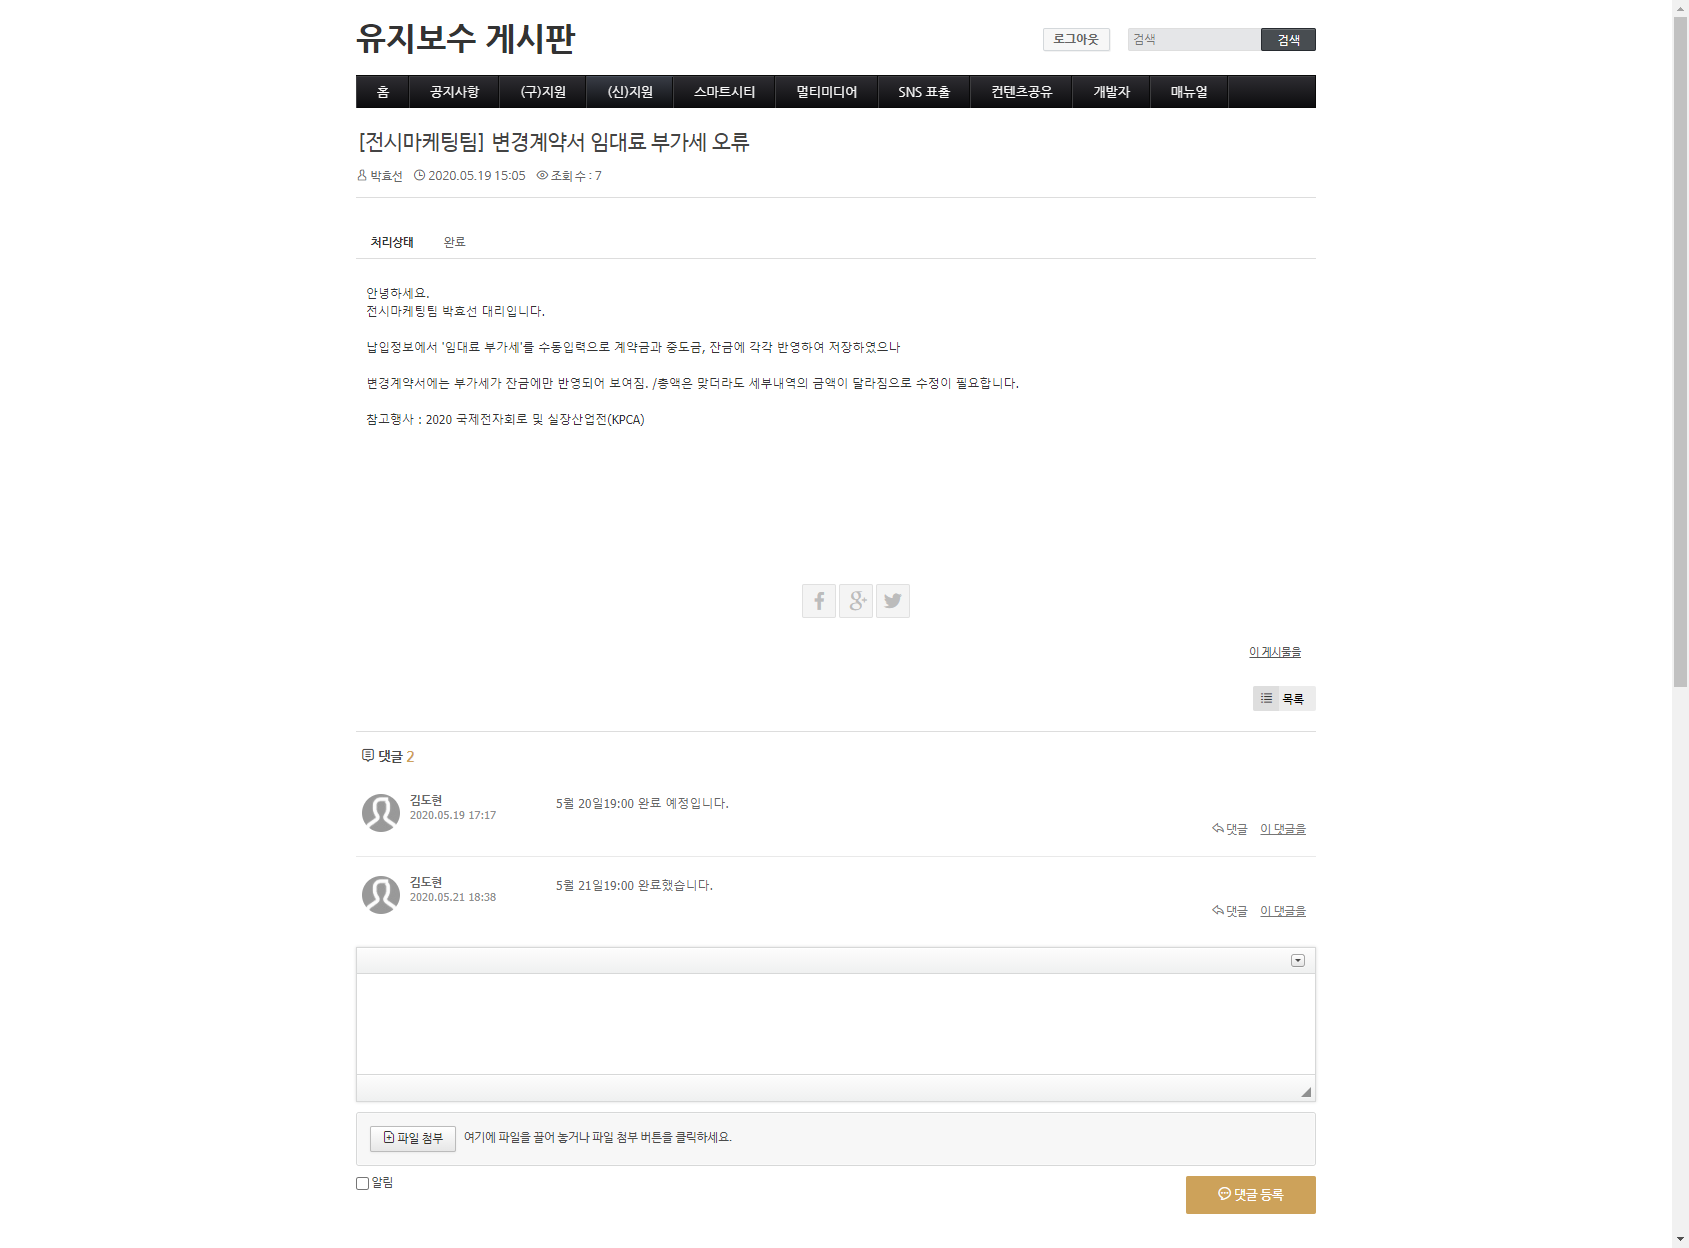 유지보수 게시판
로그아웃
검색
검색
홈 공지사항 (구)지원 (신)지원 스마트시티 멀티미디어 SNS 표출 컨텐츠공유 개발자 매뉴얼
[전시마케팅팀] 변경계약서 임대료 부가세 오류
박효선 2020.05.19 15:05 조회 수 : 7
처리상태 완료
안녕하세요.
전시마케팅팀 박효선 대리입니다.
납입정보에서 '임대료 부가세'를 수동입력으로 계약금과 중도금, 잔금에 각각 반영하여 저장하였으나
변경계약서에는 부가세가 잔금에만 반영되어 보여짐. /총액은 맞더라도 세부내역의 금액이 달라짐으로 수정이 필요합니다.
참고행사 : 2020 국제전자회로 및 실장산업전(KPCA)
이 게시물을
목록
댓글 2
김도현
2020.05.19 17:17
5월 20일19:00 완료 예정입니다.
댓글 이 댓글을
김도현
2020.05.21 18:38
5월 21일19:00 완료했습니다.
댓글 이 댓글을
파일 첨부 여기에 파일을 끌어 놓거나 파일 첨부 버튼을 클릭하세요.
알림
댓글 등록